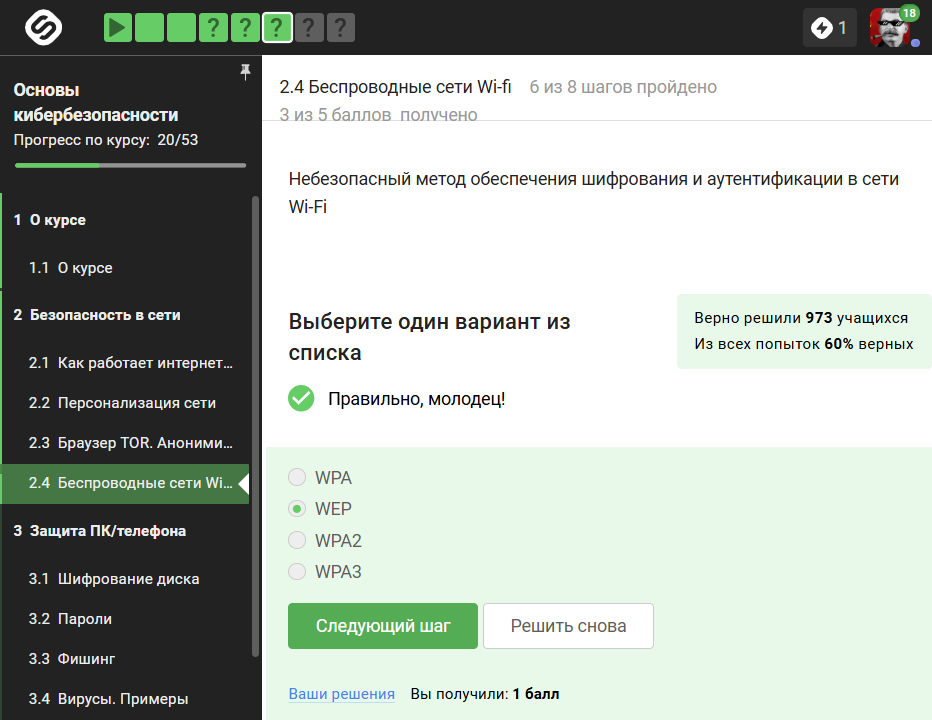 ? ? ? ? ?
1
18
Основы
кибербезопасности
Прогресс по курсу: 20/53
1 О курсе
1.1 О курсе
2 Безопасность в сети
2.1 Как работает интернет...
2.2 Персонализация сети
2.3 Браузер TOR. Аноними...
2.4 Беспроводные сети Wi...
3 Защита ПК/телефона
3.1 Шифрование диска
3.2 Пароли
3.3 Фишинг
3.4 Вирусы. Примеры
2.4 Беспроводные сети Wi-fi 6 из 8 шагов пройдено
3 из 5 баллов получено
Небезопасный метод обеспечения шифрования и аутентификации в сети
Wi-Fi
Выберите один вариант из
списка
Верно решили 973 учащихся
Из всех попыток 60% верных
Правильно, молодец!
WPA
WEP
WPA2
WPA3
Следующий шаг Решить снова
Ваши решения Вы получили: 1 балл